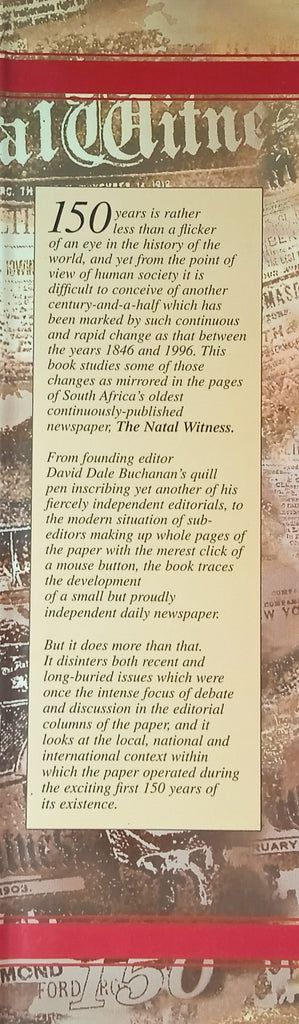 al Witne
150 years is rather
less than a flicker
of an eye in the history of the
world, and yet from the point of
view of human society it is
difficult to conceive of another
century-and-a-half which has
been marked by such continuous
and rapid change as that between
the years 1846 and 1996. This
book studies some of those
changes as mirrored in the pages
of South Africa's oldest
continuously-published
newspaper, The Natal Witness.
From founding editor
David Dale Buchanan's quill
pen inscribing yet another of his
fiercely independent editorials, to
the modern situation of sub-
editors making up whole pages of
the paper with the merest click of
a mouse button, the book traces
the development
of a small but proudly
independent daily newspaper.
But it does more than that.
It disinters both recent and
long-buried issues which were
once the intense focus of debate
and discussion in the editorial
columns of the paper, and it
looks at the local, national and
international context within
which the paper operated during
the exciting first 150 years of
its existence.
RUARY
1903.
MOND
FORD
150